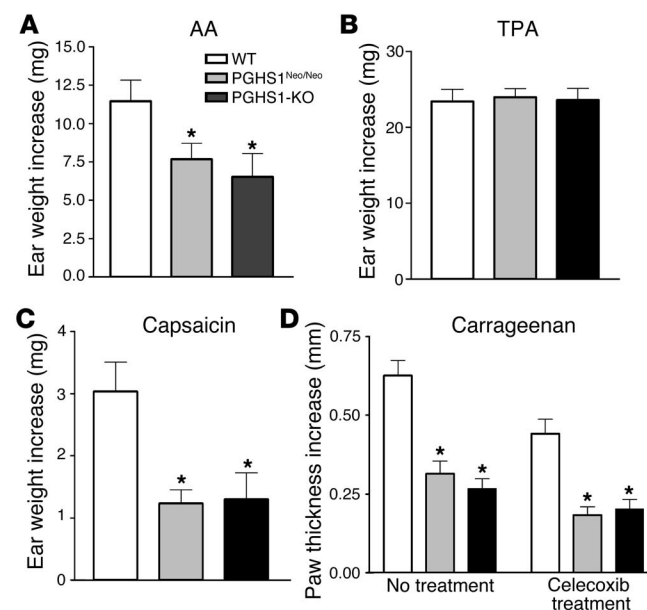 A
AA
Ear weight increase (mg)
15.0
12.5
10.0
7.5
5.0
2.5
0.0
WT
PGHS1Neo/Neo
PGHS1-KO
*
*
B
TPA
Ear weight increase (mg)
30
20
10
0
C
Capsaicin
Ear weight increase (mg)
4
3
2
1
0
*
*
D
Carrageenan
Paw thickness increase (mm)
0.75
0.50
0.25
0.00
*
*
*
*
No treatment
Celecoxib
treatment